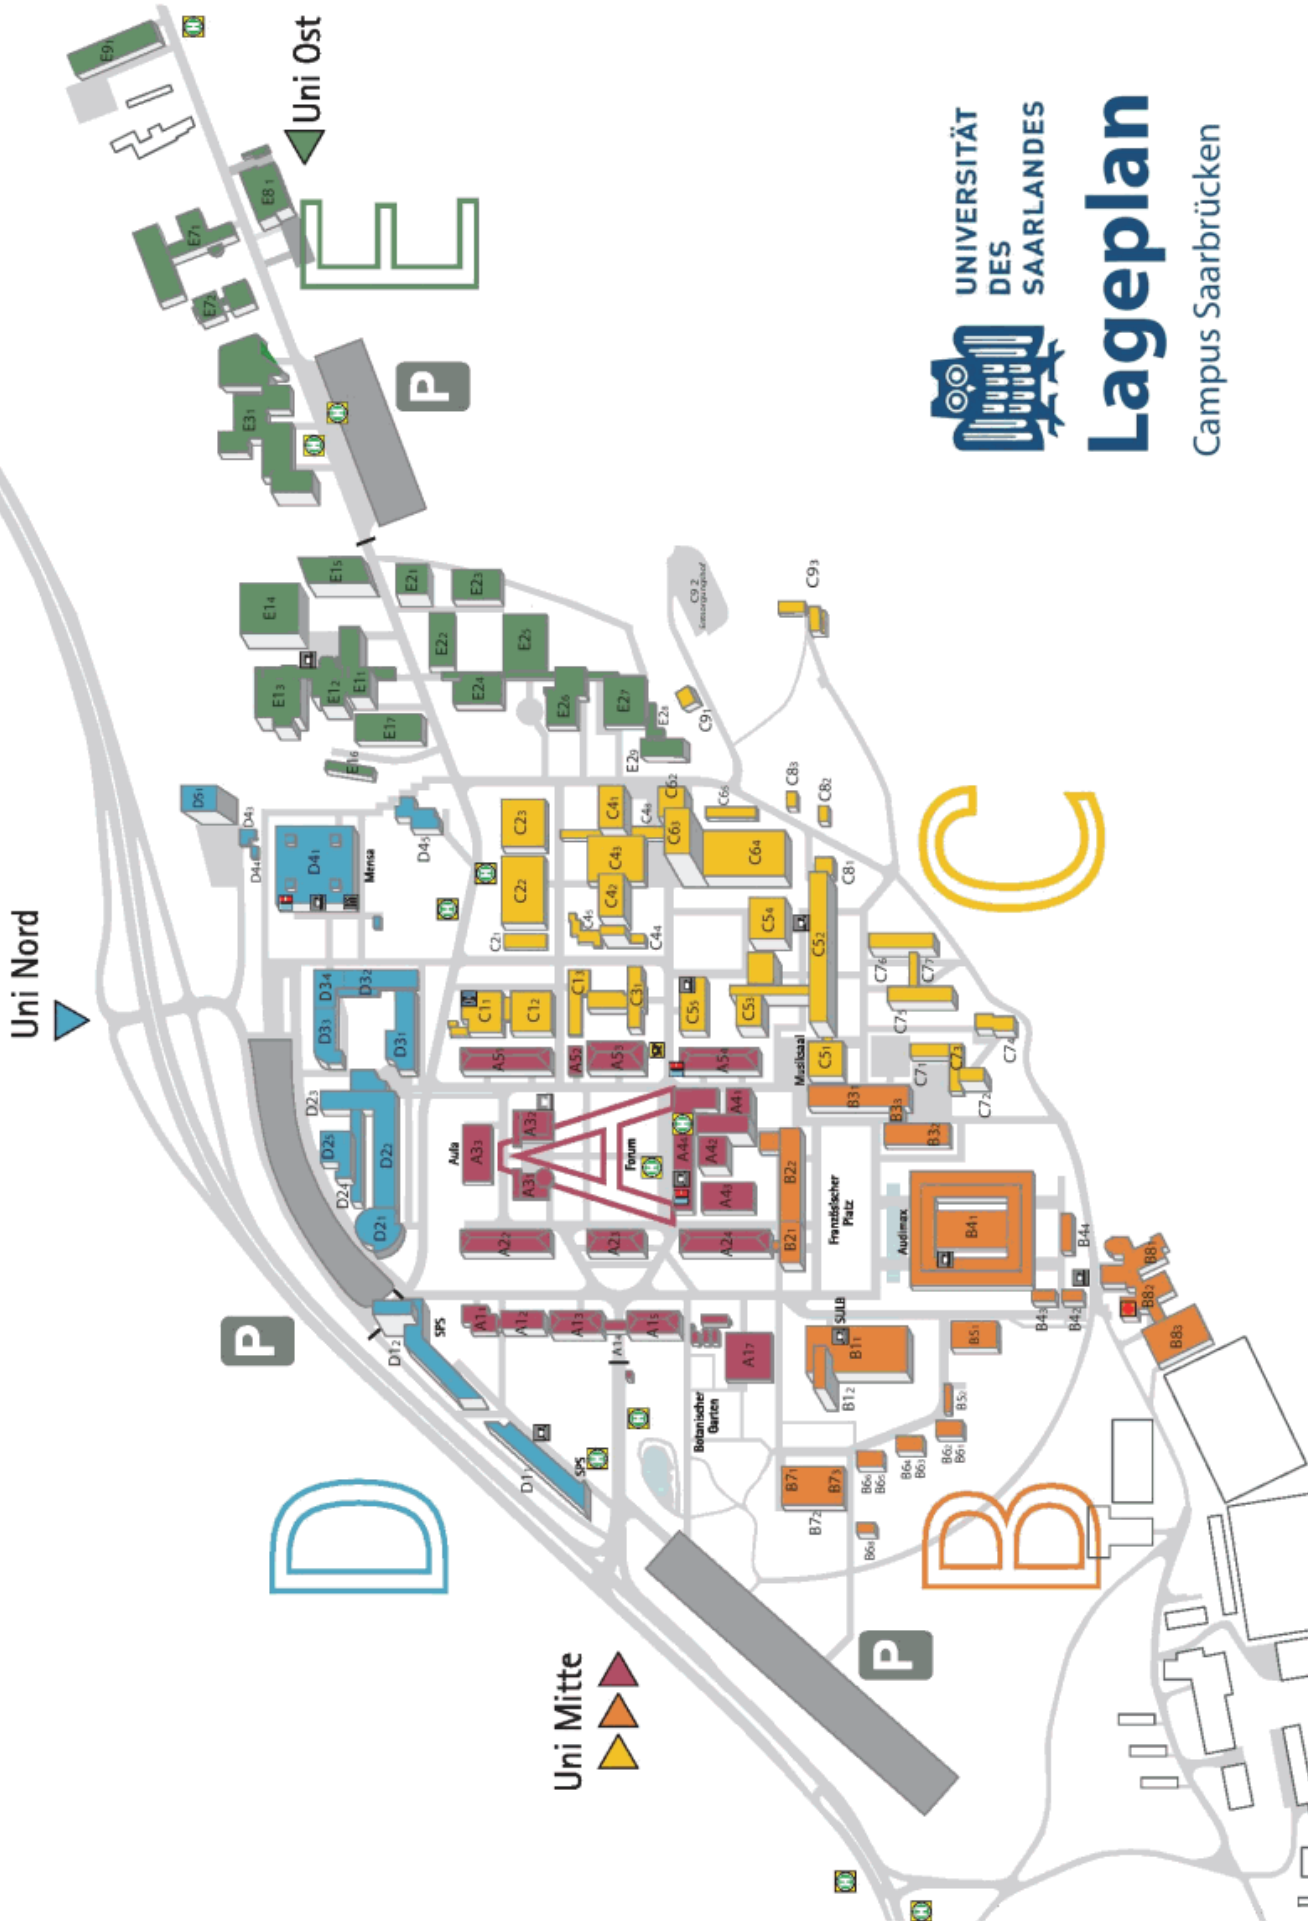 UNIVERSITÄT
DES
SAARLANDES
Lageplan
Campus Saarbrücken
Uni Nord
Uni Ost
Uni Mitte
A
B
C
D
E
P
P
P
E9 1
E8 1
E7 1
E7 2
E3 1
E1 5
E1 4
E1 3
E1 2
E1 1
E1 7
E1 6
E2 1
E2 3
E2 2
E2 5
E2 4
E2 6
E2 7
E2 8
E2 9
D5 1
D4 3
D4 4
D4 1
Mensa
D4 5
D3 4
D3 2
D3 3
D3 1
D2 3
D2 5
D2 4
D2 2
D2 1
D1 2
SPS
D1 1
SPS
C9 2
Entsorgungshof
C9 3
C9 1
C8 3
C8 2
C8 1
C6 2
C6 5
C6 3
C6 4
C4 1
C4 3
C4 2
C4 5
C4 4
C2 3
C2 2
C2 1
C1 3
C1 1
C1 2
C3 1
C5 5
C5 4
C5 3
C5 2
C5 1
Musiksaal
C7 6
C7 7
C7 5
C7 4
C7 1
C7 3
C7 2
A5 1
A5 2
A5 3
A5 4
Aula
A3 3
A3 2
A3 1
Forum
A4 1
A4 4
A4 2
A4 3
A2 2
A2 3
A2 4
A1 1
A1 2
A1 3
A1 4
A1 5
A1 7
Botanischer
Garten
B3 1
B3 3
B3 2
B2 2
B2 1
Französischer
Platz
Audimax
B4 1
B4 4
B4 3
B4 2
SULB
B1 1
B1 2
B5 1
B5 2
B6 2
B6 1
B6 4
B6 3
B6 6
B6 5
B6 8
B7 1
B7 3
B7 2
B8 1
B8 2
B8 3